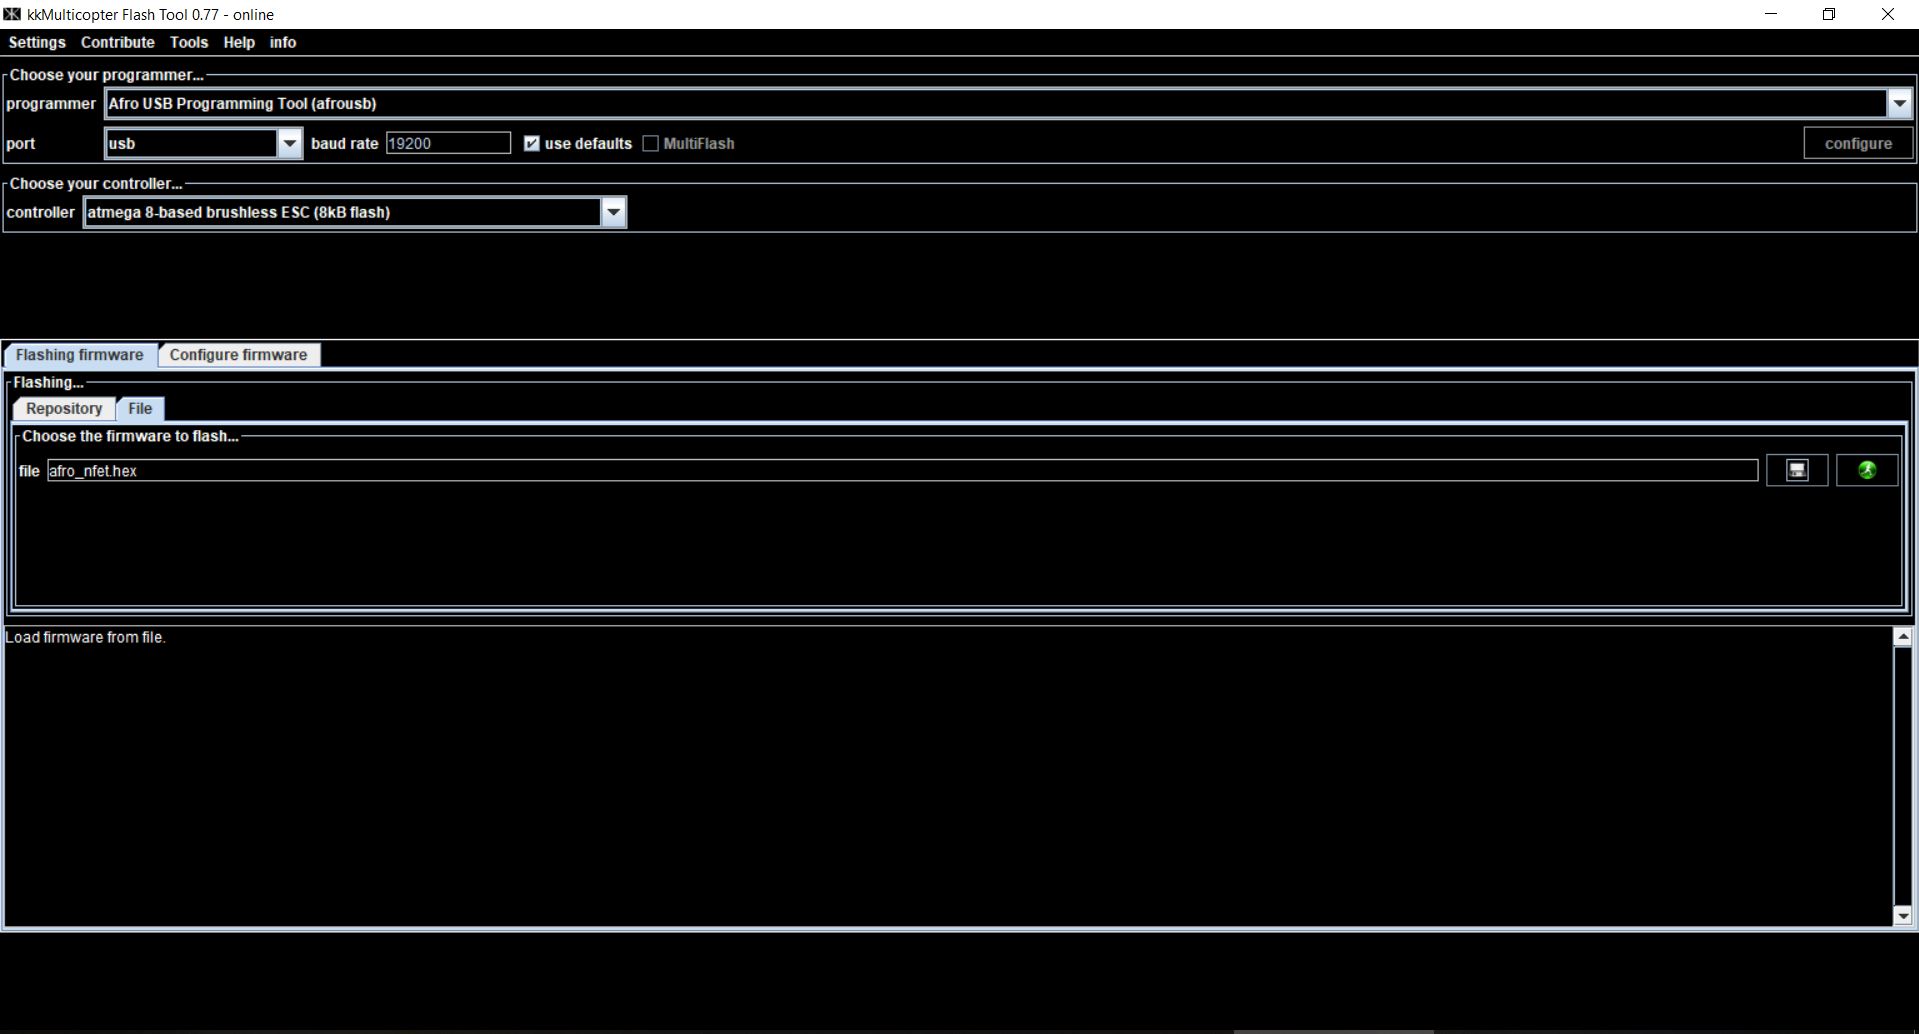 kkMulticopter Flash Tool 0.77 - online
Settings Contribute Tools Help info
Choose your programmer...
programmer Afro USB Programming Tool (afrousb)
port usb baud rate 19200 use defaults MultiFlash configure
Choose your controller...
controller atmega 8-based brushless ESC (8kB flash)
Flashing firmware Configure firmware
Flashing...
Repository File
Choose the firmware to flash...
file afro_nfet.hex
Load firmware from file.